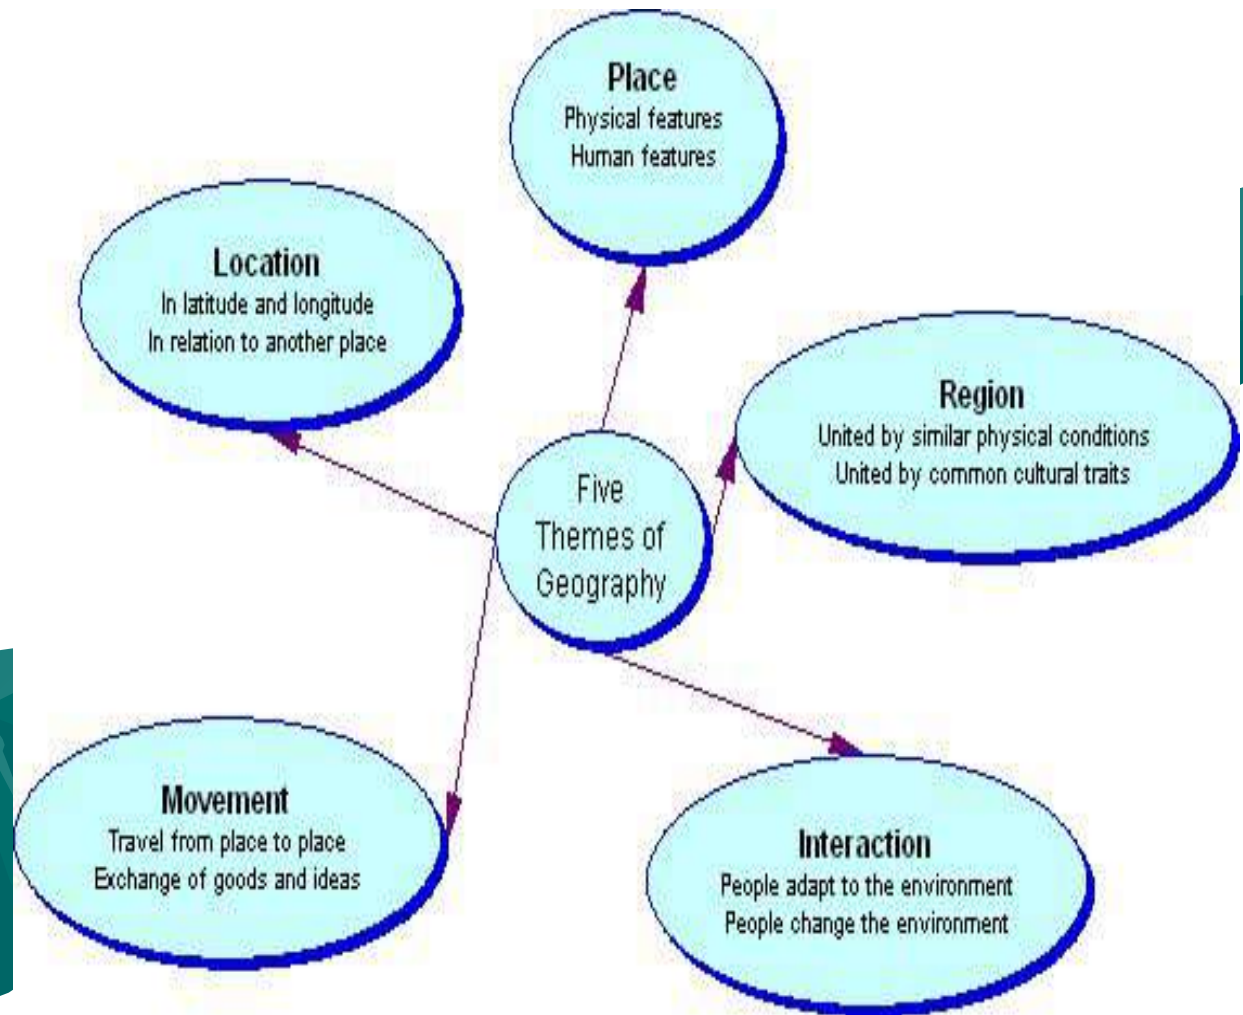 Place
Physical features
Human features
Location
In latitude and longitude
In relation to another place
Region
United by similar physical conditions
United by common cultural traits
Five
Themes of
Geography
Movement
Travel from place to place
Exchange of goods and ideas
Interaction
People adapt to the environment
People change the environment